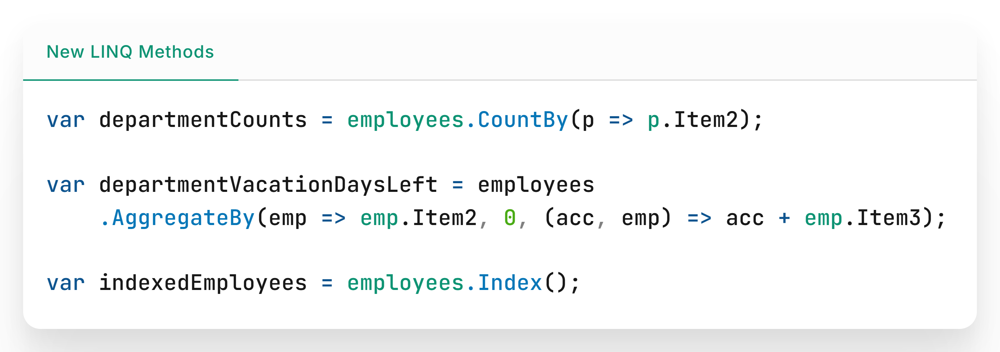 New LINQ Methods
var departmentCounts = employees.CountBy(p => p.Item2);
var departmentVacationDaysLeft = employees
.AggregateBy(emp => emp.Item2, 0, (acc, emp) => acc + emp.Item3);
var indexedEmployees = employees.Index();